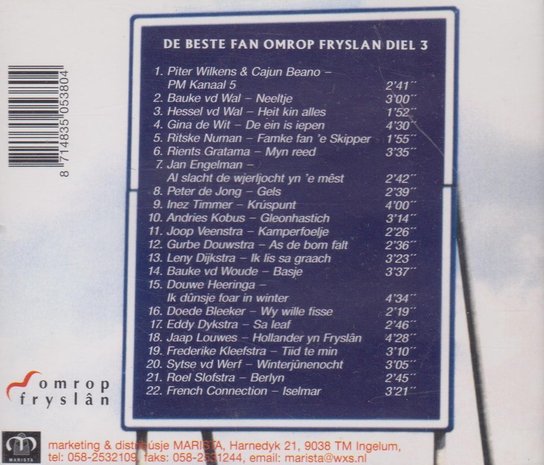 DE BESTE FAN OMROP FRYSLAN DIEL 3
1. Piter Wilkens & Cajun Beano –
PM Kanaal 5 2'41´´
2. Bauke vd Wal – Neeltje 3'00´´
3. Hessel vd Wal – Heit kin alles 1'52´´
4. Gina de Wit – De ein is iepen 4'30´´
5. Ritske Numan – Famke fan 'e Skipper 1'55´´
6. Rients Gratama – Myn reed 3'35´´
7. Jan Engelman –
Al slacht de wjerljocht yn 'e mêst 2'42´´
8. Peter de Jong – Gels 2'39´´
9. Inez Timmer – Krúspunt 4'00´´
10. Andries Kobus – Gleonhastich 3'14´´
11. Joop Veenstra – Kamperfoelje 2'26´´
12. Gurbe Douwstra – As de bom falt 2'36´´
13. Leny Dijkstra – Ik lis sa graach 3'23´´
14. Bauke vd Woude – Basje 3'37´´
15. Douwe Heeringa –
Ik dûnsje foar in winter 4'34´´
16. Doede Bleeker – Wy wille fisse 2'19´´
17. Eddy Dykstra – Sa leaf 2'46´´
18. Jaap Louwes – Hollander yn Fryslân 4'28´´
19. Frederike Kleefstra – Tiid te min 3'10´´
20. Sytse vd Werf – Winterjûnenocht 3'05´´
21. Roel Slofstra – Berlyn 2'45´´
22. French Connection – Iselmar 3'21´´
8 714835 053804
omrop
fryslân
m
MARISTA
marketing & distribúsje MARISTA, Harnedyk 21, 9038 TM Ingelum,
tel: 058-2532109, faks: 058-2531244, email: marista@wxs.nl